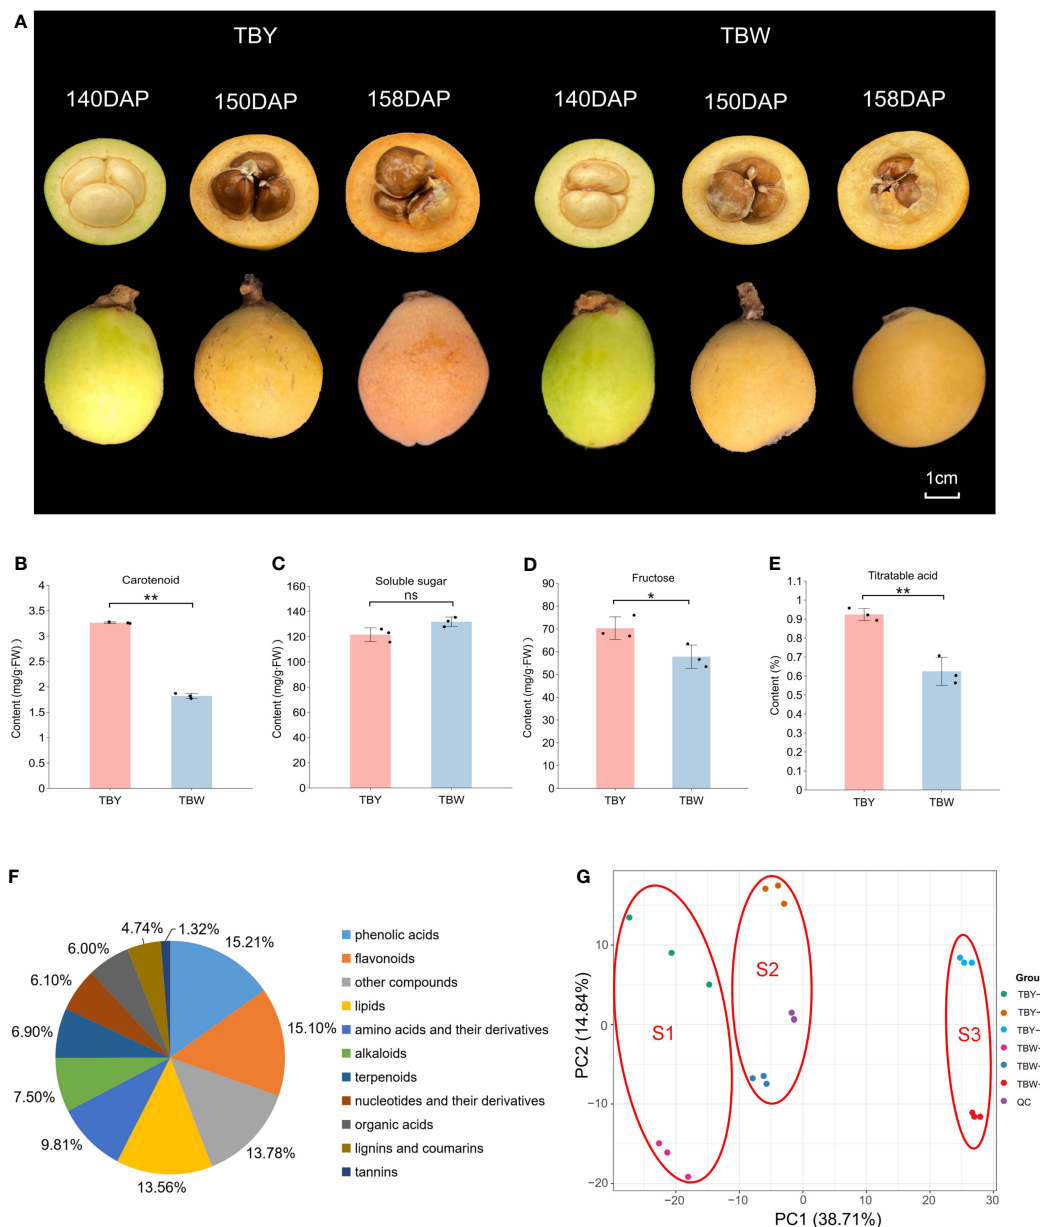 A
TBY
TBW
140DAP
150DAP
158DAP
140DAP
150DAP
158DAP
1cm
B
Carotenoid
**
Content (mg/g·FW))
4
3.5
3
2.5
2
1.5
1
0.5
0
TBY
TBW
C
Soluble sugar
ns
Content (mg/g·FW))
160
140
120
100
80
60
40
20
0
TBY
TBW
D
Fructose
*
Content (mg/g·FW))
90
80
70
60
50
40
30
20
10
0
TBY
TBW
E
Titratable acid
**
Content (%)
1.1
1
0.9
0.8
0.7
0.6
0.5
0.4
0.3
0.2
0.1
0
TBY
TBW
F
15.21%
15.10%
13.78%
13.56%
9.81%
7.50%
6.90%
6.10%
6.00%
4.74%
1.32%
phenolic acids
flavonoids
other compounds
lipids
amino acids and their derivatives
alkaloids
terpenoids
nucleotides and their derivatives
organic acids
lignins and coumarins
tannins
G
PC2 (14.84%)
10
0
−10
−20
S1
S2
S3
−20
−10
0
10
20
30
PC1 (38.71%)
Grou
TBY-
TBY-
TBY-
TBW-
TBW-
TBW-
QC